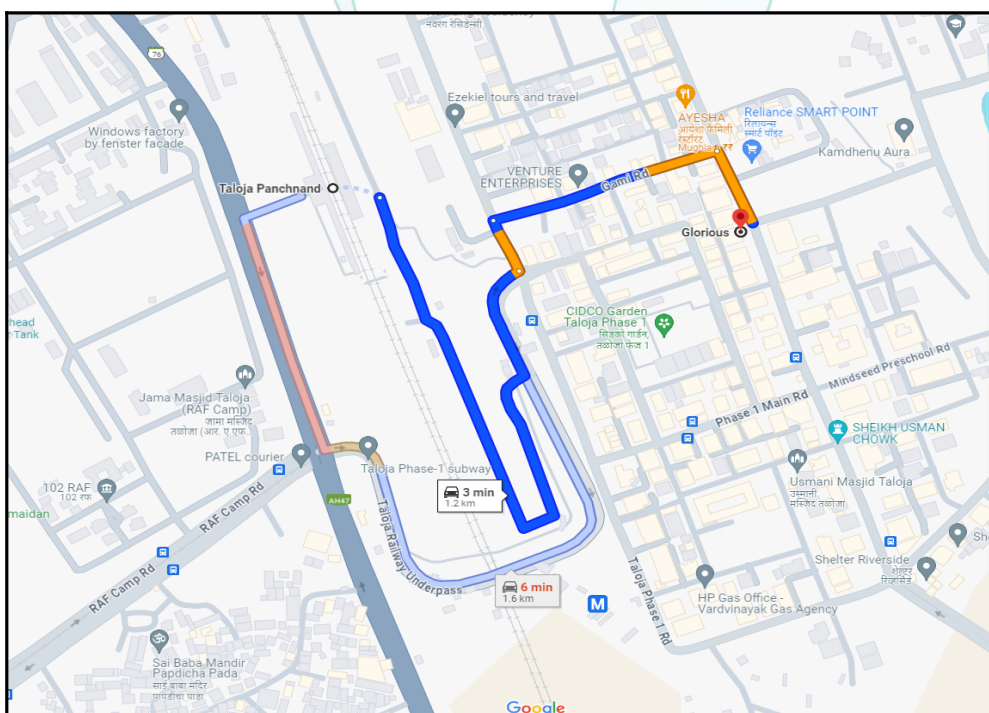 नवरंग रेसिडेन्सी
76
Ezekiel tours and travel
AYESHA
आयशा फॅमिली
रेस्टॉरंट
Reliance SMART POINT
रिलायन्स
स्मार्ट पॉइंट
Windows factory
by fenster facade
Kamdhenu Aura
VENTURE
ENTERPRISES
Gami Rd
Taloja Panchnand
Glorious
CIDCO Garden
Taloja Phase 1
सिडको गार्डन,
तळोजा फेज 1
head
Tank
Mindseed Preschool Rd
Jama Masjid Taloja
(RAF Camp)
जामा मस्जिद
तळोजा (आर. ए.एफ.
Phase 1 Main Rd
SHEIKH USMAN
CHOWK
PATEL courier
Taloja Phase-1 subway
Usmani Masjid Taloja
उस्मानी
मस्जिद तळोजा
102 RAF
102 रफ
maidan
3 min
1.2 km
AH47
RAF Camp Rd
Taloja Railway Underpass
Shelter Riverside
शेल्टर
रिव्हर्सिडे
RAF Camp Rd
6 min
1.6 km
Taloja Phase 1 Rd
HP Gas Office -
Vardvinayak Gas Agency
M
Sai Baba Mandir
Papdicha Pada
साई बाबा मंदिर
पापडीचा पाडा
Google